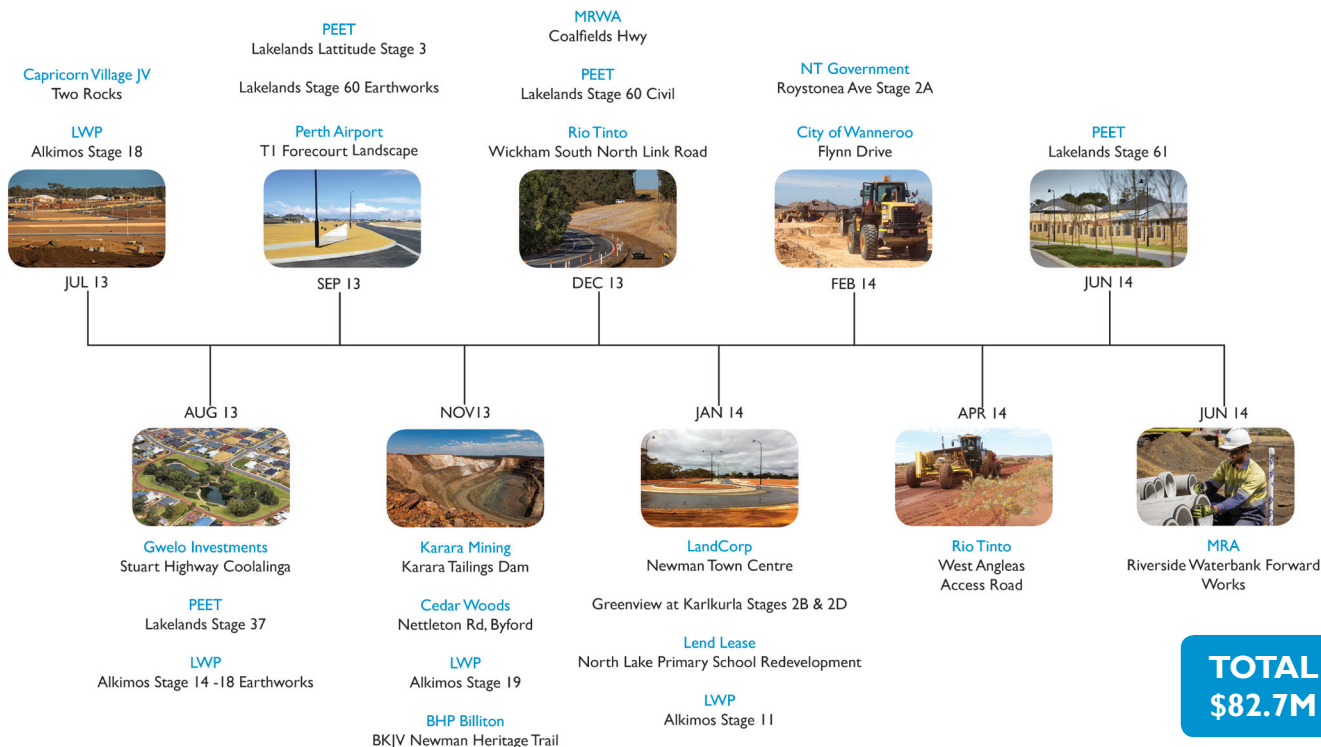 Capricorn Village JV
Two Rocks
LWP
Alkimos Stage 18
JUL 13
PEET
Lakelands Lattitude Stage 3
Lakelands Stage 60 Earthworks
Perth Airport
T1 Forecourt Landscape
SEP 13
MRWA
Coalfields Hwy
PEET
Lakelands Stage 60 Civil
Rio Tinto
Wickham South North Link Road
DEC 13
NT Government
Roystonea Ave Stage 2A
City of Wanneroo
Flynn Drive
FEB 14
PEET
Lakelands Stage 61
JUN 14
AUG 13
Gwelo Investments
Stuart Highway Coolalinga
PEET
Lakelands Stage 37
LWP
Alkimos Stage 14 -18 Earthworks
NOV13
Karara Mining
Karara Tailings Dam
Cedar Woods
Nettleton Rd, Byford
LWP
Alkimos Stage 19
BHP Billiton
BKJV Newman Heritage Trail
JAN 14
LandCorp
Newman Town Centre
Greenview at Karlkurla Stages 2B & 2D
Lend Lease
North Lake Primary School Redevelopment
LWP
Alkimos Stage 11
APR 14
Rio Tinto
West Angleas
Access Road
JUN 14
MRA
Riverside Waterbank Forward
Works
TOTAL
$82.7M